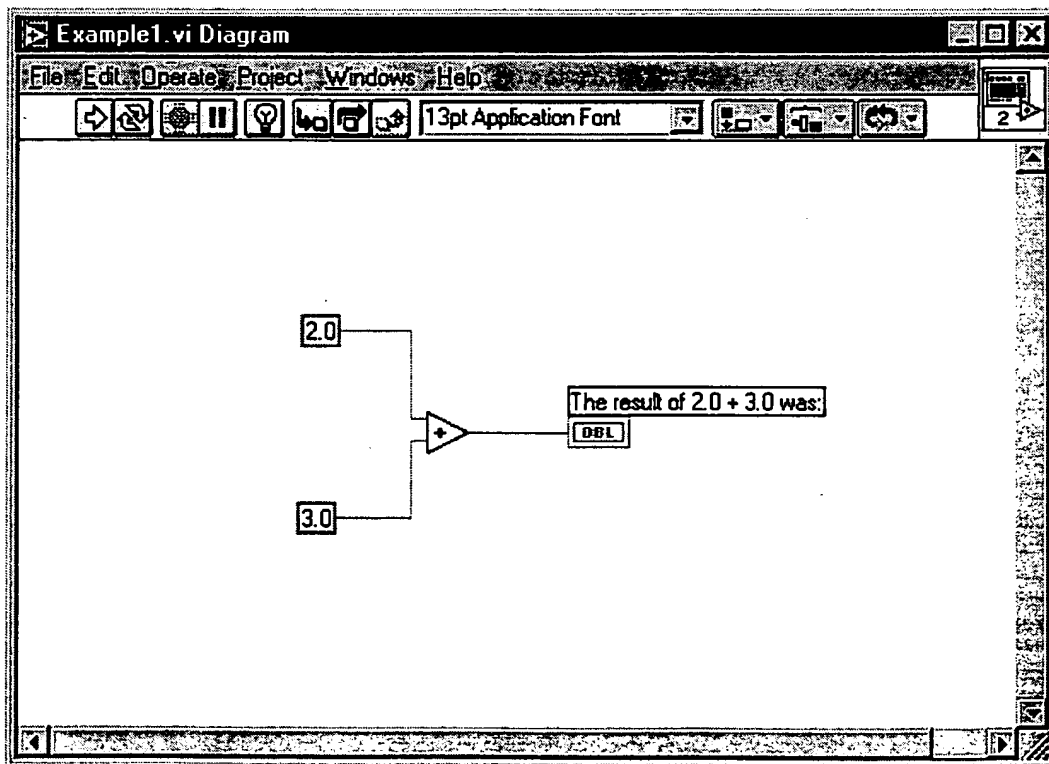 Example1.vi Diagram
File Edit Operate Project Windows Help
13pt Application Font
2
2.0
The result of 2.0 + 3.0 was:
+
DBL
3.0